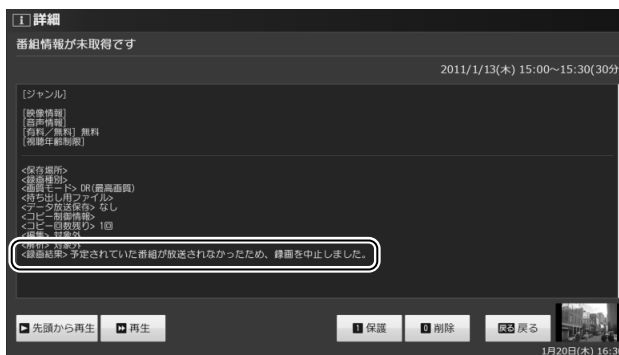 i 詳細
番組情報が未取得です
2011/1/13(木) 15:00～15:30(30分
[ジャンル]
[映像情報]
[音声情報]
[有料／無料] 無料
[視聴年齢制限]
<保存場所>
<録画種別>
<画質モード> DR(最高画質)
<持ち出し用ファイル>
<データ放送保存> なし
<コピー制御情報>
<コピー回数残り> 1回
<編集> 対象外
<解析> 対象外
<録画結果> 予定されていた番組が放送されなかったため、録画を中止しました。
先頭から再生 再生 1 保護 0 削除 戻る 戻る
1月20日(木) 16:3